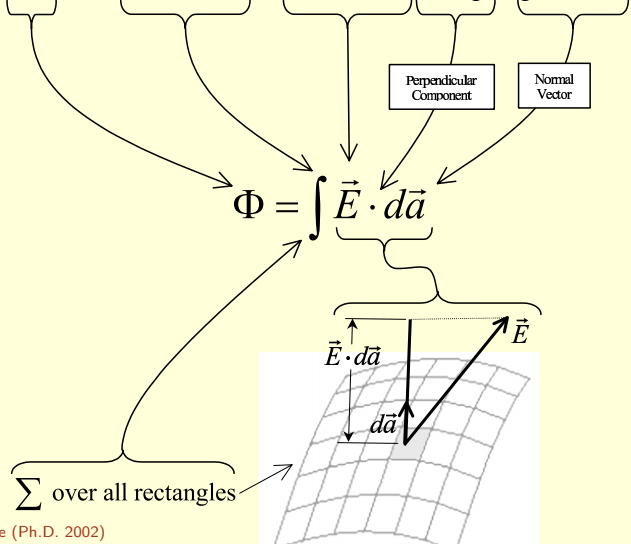 Perpendicular
Component
Normal
Vector
Φ = ∫ E⃗ · da⃗
E⃗
E⃗ · da⃗
da⃗
∑ over all rectangles
e (Ph.D. 2002)